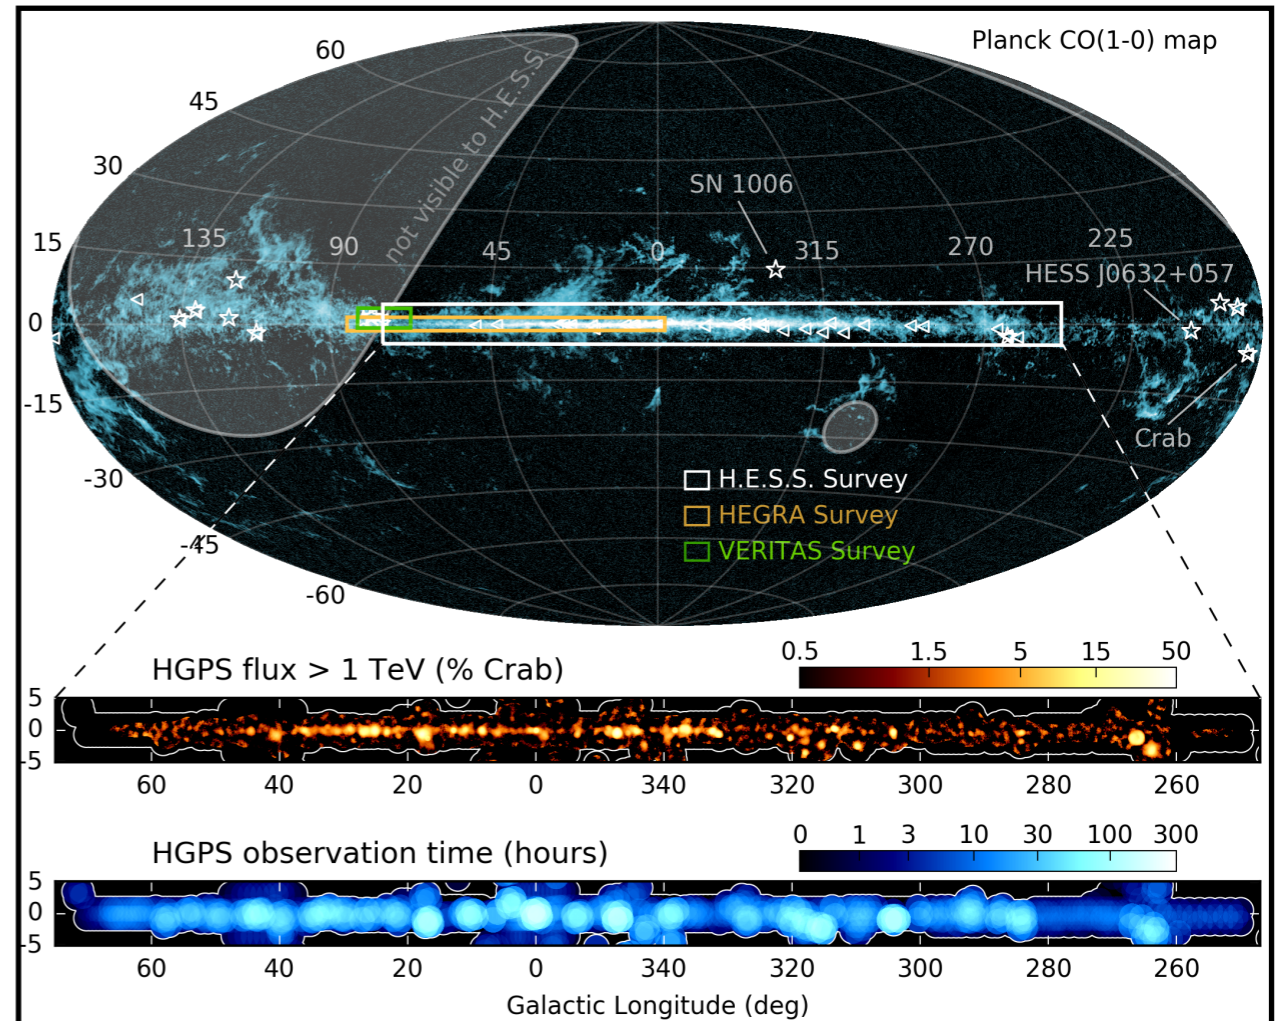 Planck CO(1-0) map
60
45
30
15
0
-15
-30
-45
-60
not visible to H.E.S.S.
SN 1006
135 90 45 0 315 270 225
HESS J0632+057
Crab
H.E.S.S. Survey
HEGRA Survey
VERITAS Survey
HGPS flux > 1 TeV (% Crab)
0.5 1.5 5 15 50
5
0
-5
60 40 20 0 340 320 300 280 260
HGPS observation time (hours)
0 1 3 10 30 100 300
5
0
-5
60 40 20 0 340 320 300 280 260
Galactic Longitude (deg)